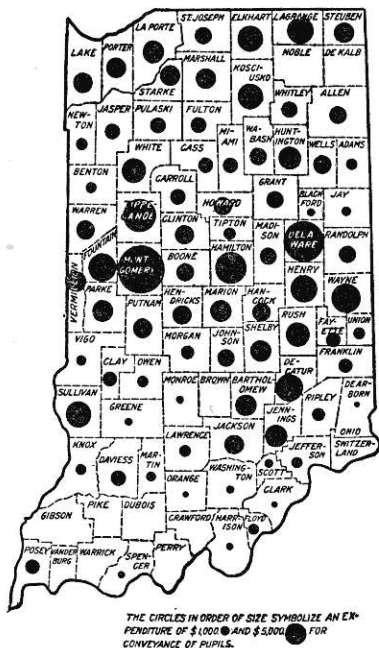 ST. JOSEPH
ELKHART
LAGRANGE
STEUBEN
LA PORTE
LAKE
PORTER
NOBLE
DE KALB
MARSHALL
KOSCI-
USKO
STARKE
WHITLEY
ALLEN
NEW-
TON
JASPER
PULASKI
FULTON
MI-
AMI
WA-
BASH
HUNT-
INGTON
WELLS
ADAMS
WHITE
CASS
BENTON
CARROLL
GRANT
BLACK
FORD
JAY
WARREN
TIPPE
CANOE
HOWARD
CLINTON
TIPTON
MADI-
SON
DELA
WARE
RANDOLPH
FOUNTAIN
MONT
GOMERY
BOONE
HAMILTON
HENRY
WAYNE
VERMILLION
PARKE
PUTNAM
HEN-
DRICKS
MARION
HAN-
COCK
RUSH
FAY-
ETTE
UNION
VIGO
CLAY
OWEN
MORGAN
JOHN-
SON
SHELBY
DE-
CATUR
FRANKLIN
SULLIVAN
GREENE
MONROE
BROWN
BARTHOL-
OMEW
JENN-
INGS
RIPLEY
DEAR-
BORN
OHIO
SWITZER-
LAND
KNOX
DAVIESS
MAR-
TIN
LAWRENCE
JACKSON
JEFFER-
SON
SCOTT
WASHING-
TON
ORANGE
CLARK
GIBSON
PIKE
DUBOIS
CRAWFORD
HARR-
ISON
FLOYD
POSEY
VANDER
BURG
WARRICK
SPEN-
CER
PERRY
THE CIRCLES IN ORDER OF SIZE SYMBOLIZE AN EX-
PENDITURE OF $1,000 AND $5,000 FOR
CONVEYANCE OF PUPILS.